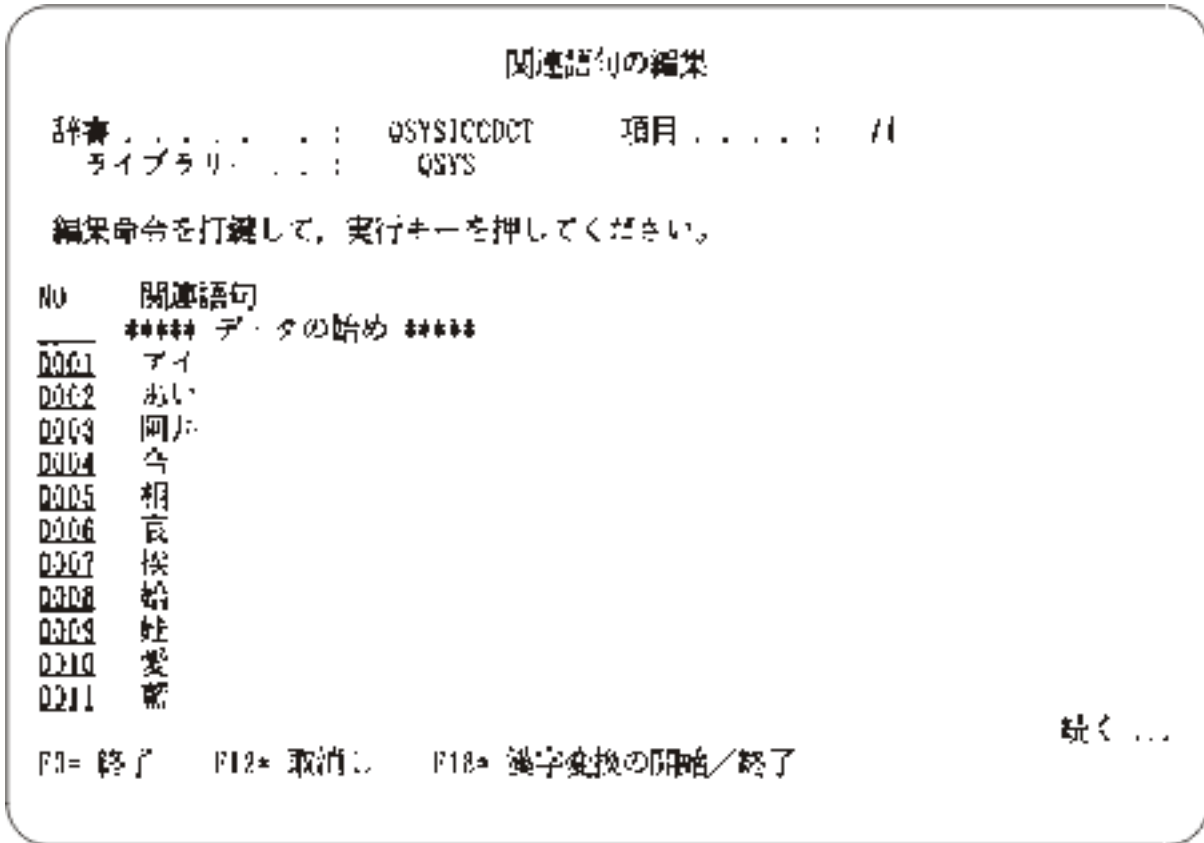 関連語句の編集
辞書 . . . . . . . : QSYSICCDCT 項目 . . . . : アイ
ライブラリー . . : QSYS
編集命令を打鍵して, 実行キーを押してください。
NO 関連語句
***** データの始め *****
0001 アイ
0002 あい
0003 阿井
0004 合
0005 相
0006 哀
0007 挨
0008
0009 娃
0010 愛
0011 藍
続く ...
F3= 終了 F12= 取消し F18= 漢字変換の開始/終了